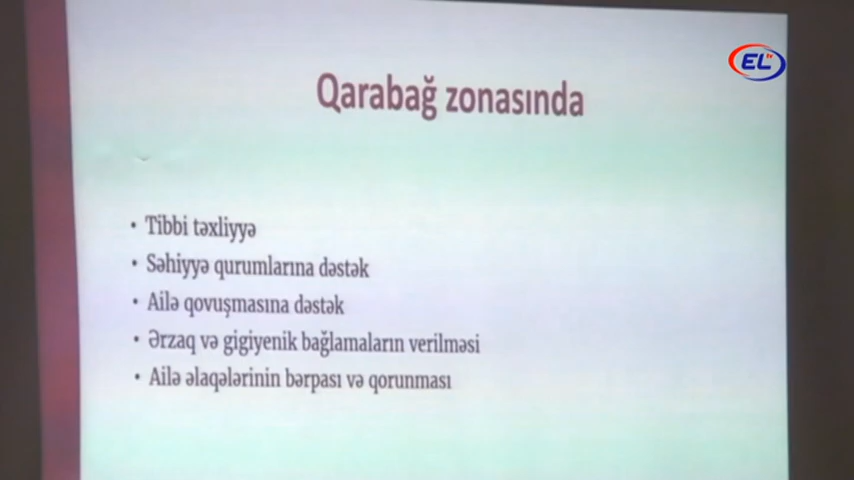 EL TV
Qarabağ zonasında
• Tibbi təxliyyə
• Səhiyyə qurumlarına dəstək
• Ailə qovuşmasına dəstək
• Ərzaq və gigiyenik bağlamaların verilməsi
• Ailə əlaqələrinin bərpası və qorunması